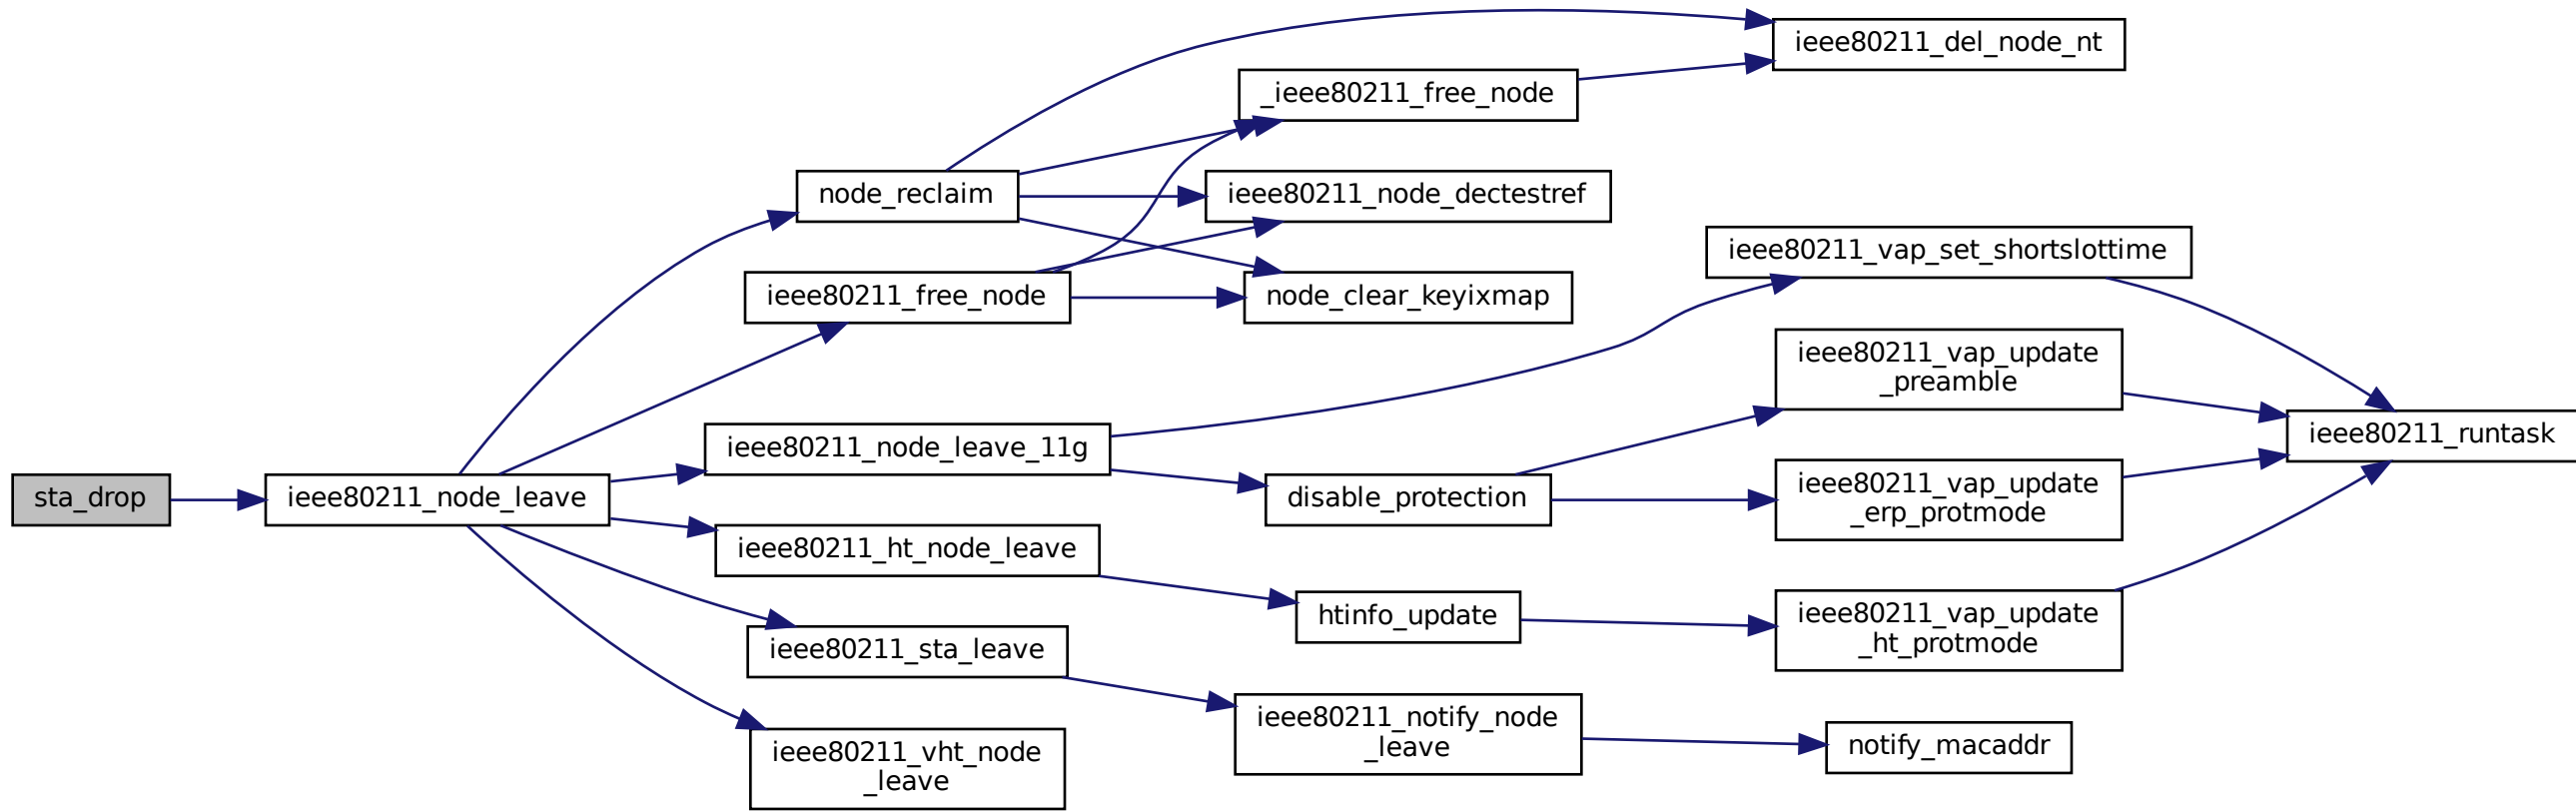 ieee80211_del_node_nt
_ieee80211_free_node
node_reclaim
ieee80211_node_dectestref
ieee80211_vap_set_shortslottime
ieee80211_free_node
node_clear_keyixmap
ieee80211_vap_update
_preamble
ieee80211_runtask
ieee80211_node_leave_11g
sta_drop
ieee80211_node_leave
disable_protection
ieee80211_vap_update
_erp_protmode
ieee80211_ht_node_leave
htinfo_update
ieee80211_vap_update
_ht_protmode
ieee80211_sta_leave
ieee80211_notify_node
_leave
notify_macaddr
ieee80211_vht_node
_leave